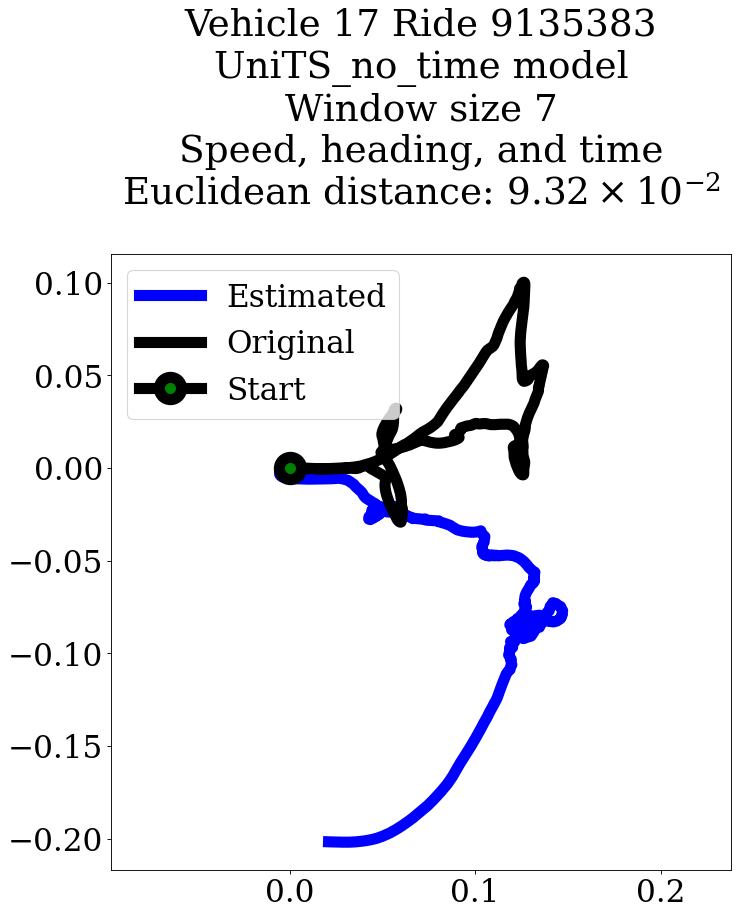 Vehicle 17 Ride 9135383
UniTS_no_time model
Window size 7
Speed, heading, and time
Euclidean distance: 9.32 × 10⁻²
Estimated
Original
Start
0.10
0.05
0.00
−0.05
−0.10
−0.15
−0.20
0.0 0.1 0.2